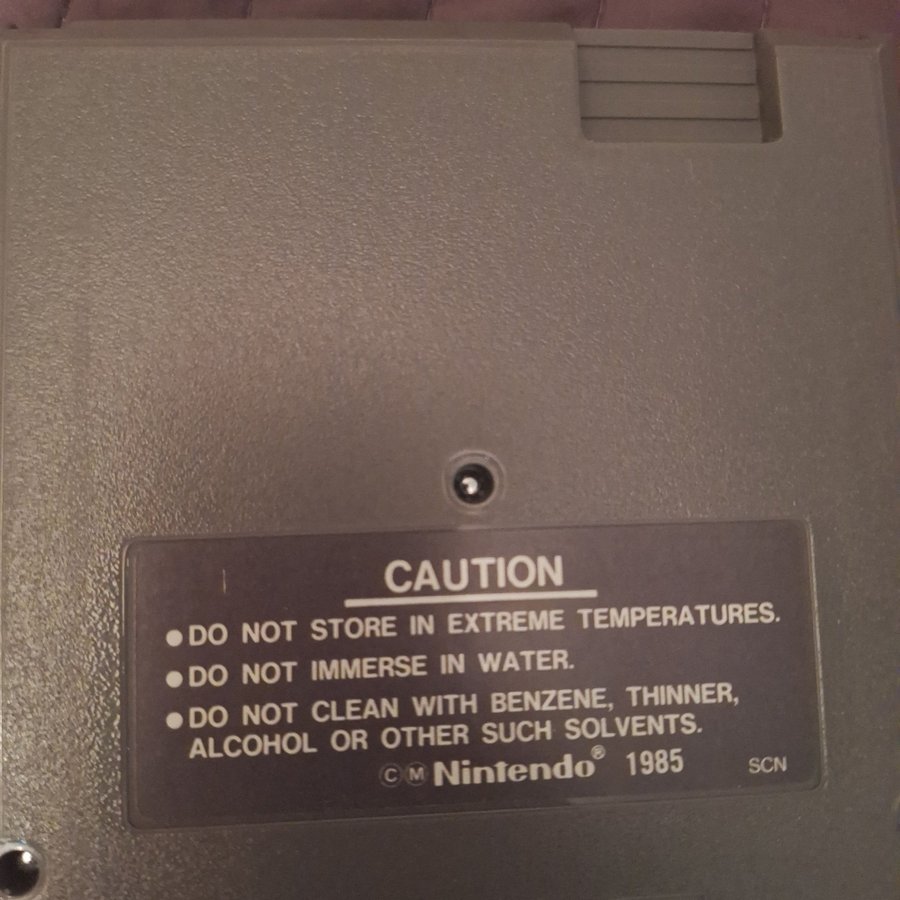 CAUTION
●DO NOT STORE IN EXTREME TEMPERATURES.
●DO NOT IMMERSE IN WATER.
●DO NOT CLEAN WITH BENZENE, THINNER,
ALCOHOL OR OTHER SUCH SOLVENTS.
ⒸⓂNintendo® 1985 SCN